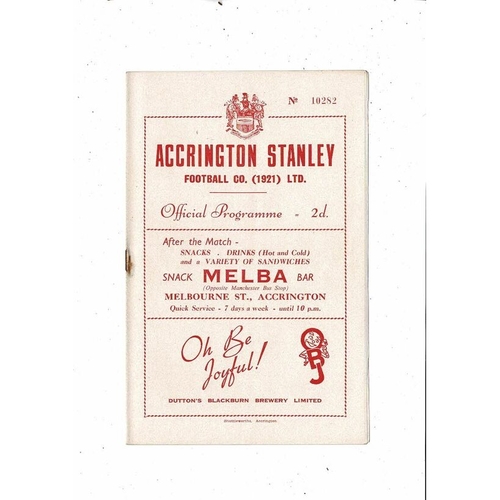 Nº 10282
ACCRINGTON STANLEY
FOOTBALL CO. (1921) LTD.
Official Programme - 2d.
After the Match -
SNACKS . DRINKS (Hot and Cold)
and a VARIETY OF SANDWICHES
SNACK MELBA BAR
(Opposite Manchester Bus Stop)
MELBOURNE ST., ACCRINGTON
Quick Service - 7 days a week - until 10 p.m.
Oh Be
Joyful!
OBJ
DUTTON'S BLACKBURN BREWERY LIMITED